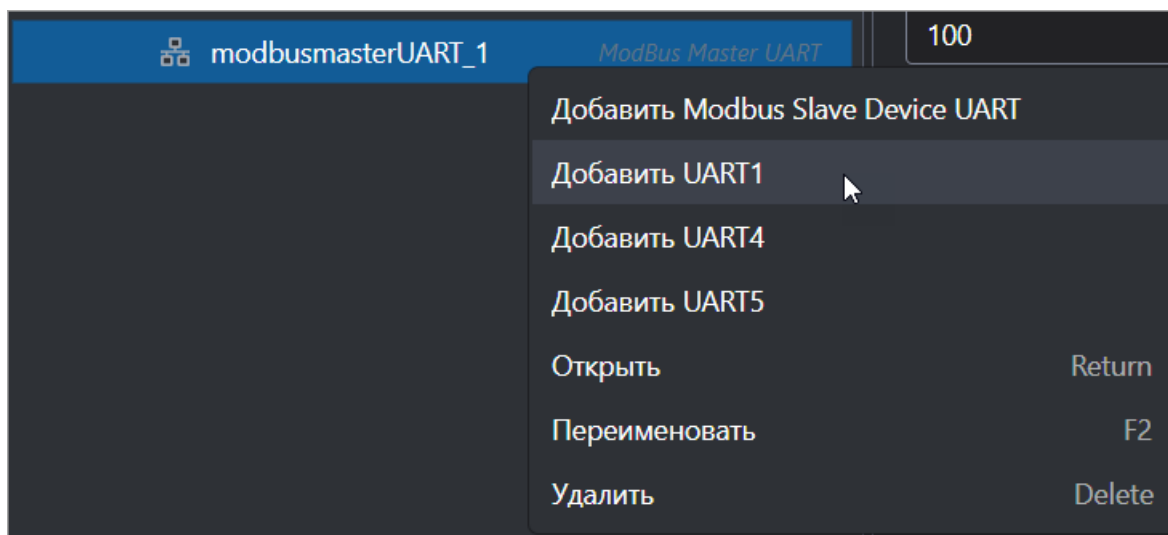 modbusmasterUART_1 ModBus Master UART 100
Добавить Modbus Slave Device UART
Добавить UART1
Добавить UART4
Добавить UART5
Открыть Return
Переименовать F2
Удалить Delete